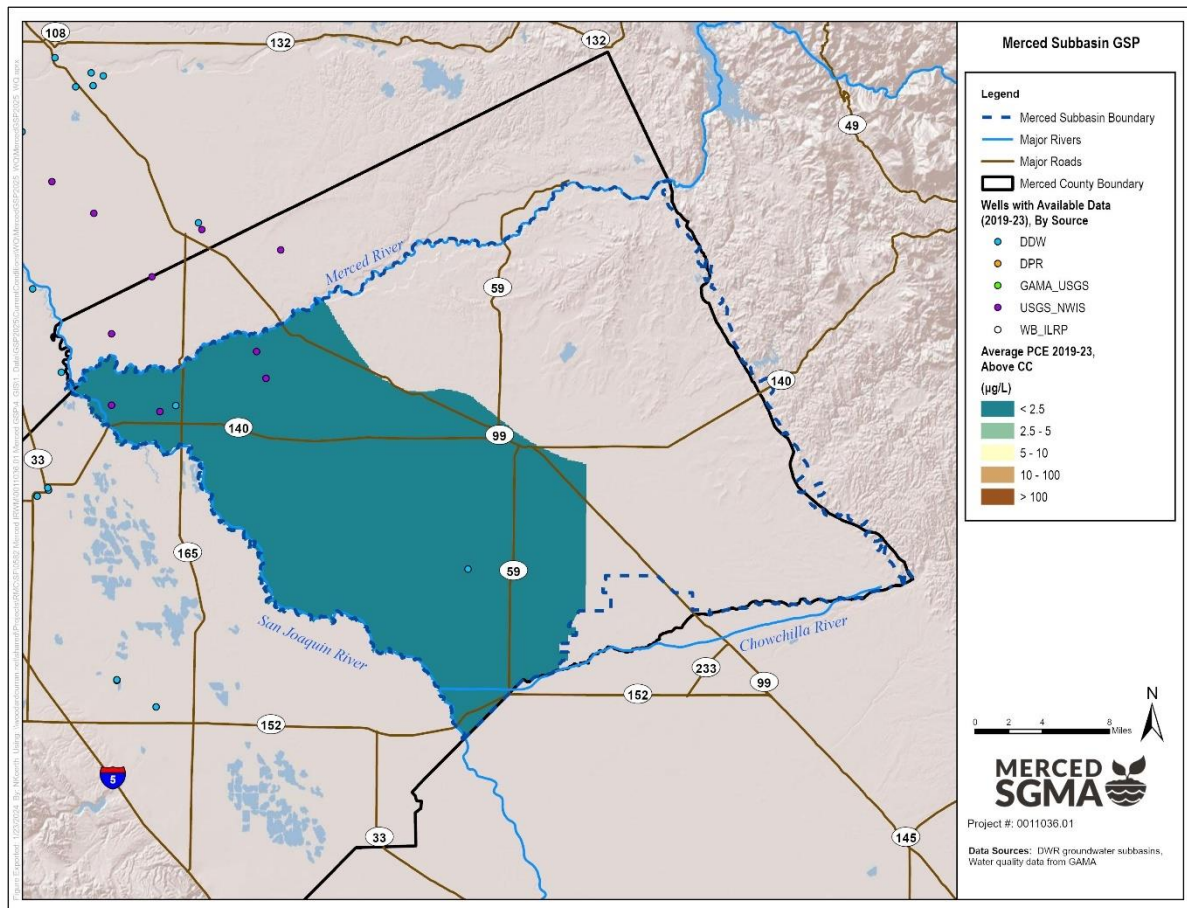 108
132
132
49
Merced River
59
140
99
140
33
165
59
San Joaquin River
Chowchilla River
233
99
152
152
5
33
145
Merced Subbasin GSP
Legend
Merced Subbasin Boundary
Major Rivers
Major Roads
Merced County Boundary
Wells with Available Data
(2019-23), By Source
DDW
DPR
GAMA_USGS
USGS_NWIS
WB_ILRP
Average PCE 2019-23,
Above CC
(µg/L)
< 2.5
2.5 - 5
5 - 10
10 - 100
> 100
N
0 2 4 8
Miles
MERCED
SGMA
Project #: 0011036.01
Data Sources: DWR groundwater subbasins,
Water quality data from GAMA